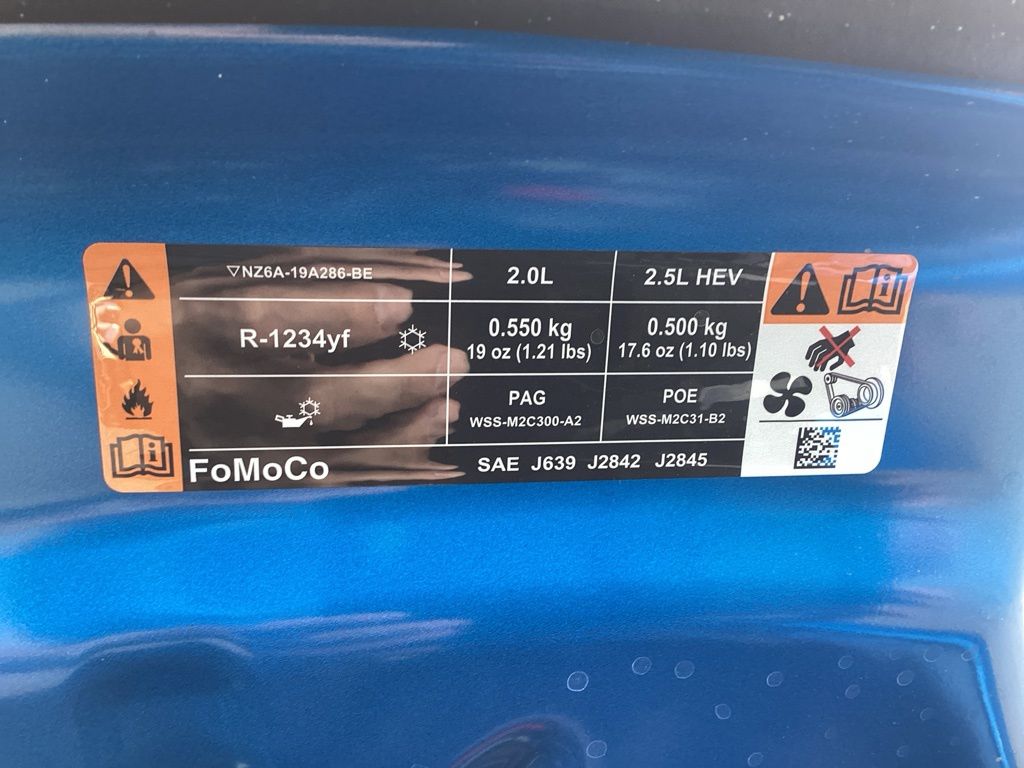 ▽NZ6A-19A286-BE
2.0L
2.5L HEV
R-1234yf
0.550 kg
19 oz (1.21 lbs)
0.500 kg
17.6 oz (1.10 lbs)
PAG
WSS-M2C300-A2
POE
WSS-M2C31-B2
FoMoCo
SAE J639 J2842 J2845